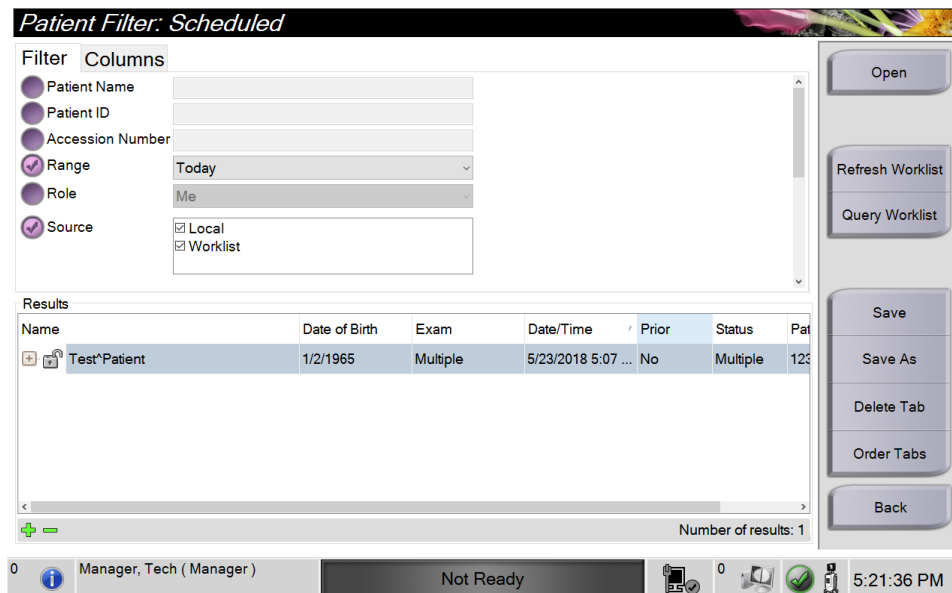 Patient Filter: Scheduled
Filter Columns
Patient Name
Patient ID
Accession Number
Range Today
Role Me
Source Local
Worklist
Open
Refresh Worklist
Query Worklist
Save
Save As
Delete Tab
Order Tabs
Back
Results
Name Date of Birth Exam Date/Time Prior Status Pat
Test^Patient 1/2/1965 Multiple 5/23/2018 5:07 ... No Multiple 123
Number of results: 1
0 Manager, Tech ( Manager ) Not Ready 0 5:21:36 PM